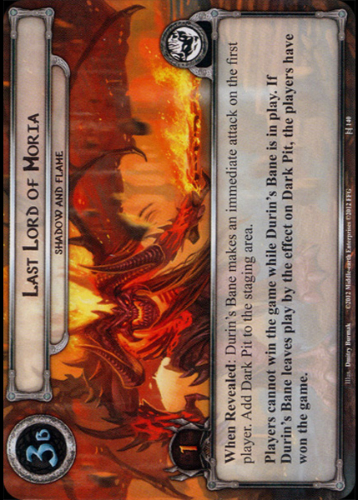 3B
LAST LORD OF MORIA
SHADOW AND FLAME
1
When Revealed: Durin's Bane makes an immediate attack on the first
player. Add Dark Pit to the staging area.
Players cannot win the game while Durin's Bane is in play. If
Durin's Bane leaves play by the effect on Dark Pit, the players have
won the game.
Illus. Dmitry Burmak ©2012 Middle-earth Enterprises ©2012 FFG 140